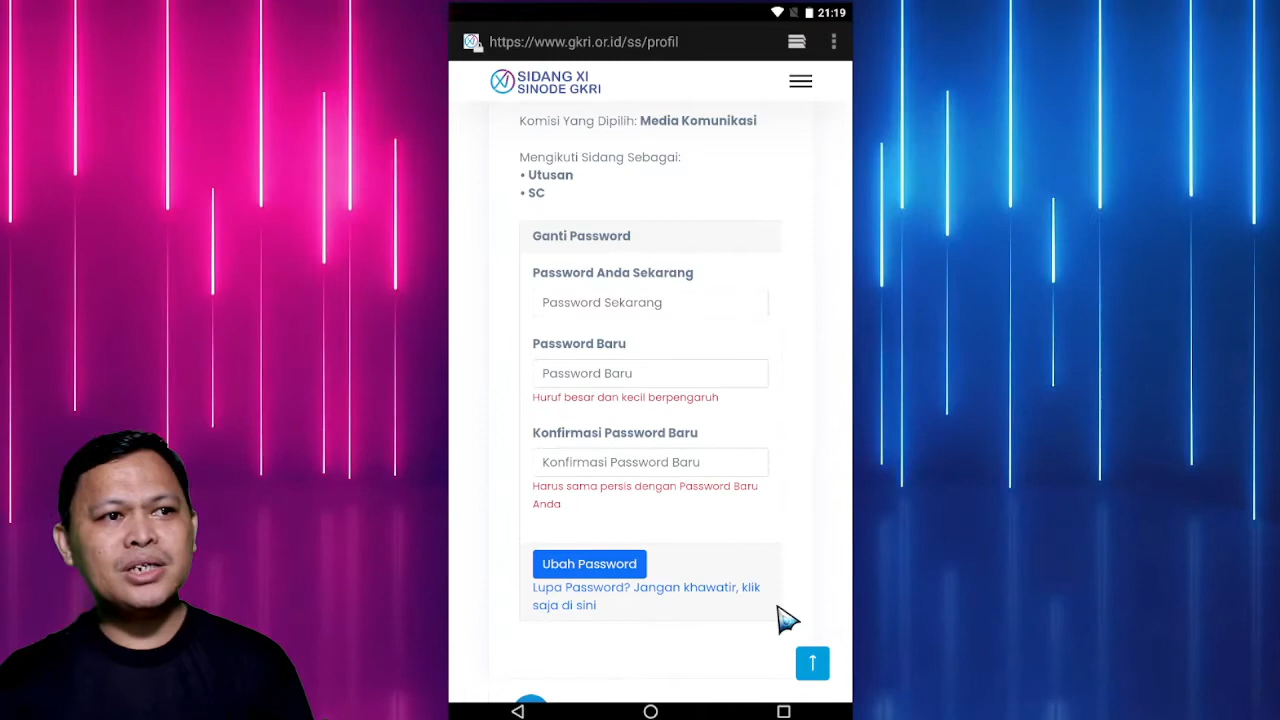 21:19
https://www.gkri.or.id/ss/profil
SIDANG XI
SINODE GKRI
Komisi Yang Dipilih: Media Komunikasi
Mengikuti Sidang Sebagai:
• Utusan
• SC
Ganti Password
Password Anda Sekarang
Password Sekarang
Password Baru
Password Baru
Huruf besar dan kecil berpengaruh
Konfirmasi Password Baru
Konfirmasi Password Baru
Harus sama persis dengan Password Baru
Anda
Ubah Password
Lupa Password? Jangan khawatir, klik
saja di sini